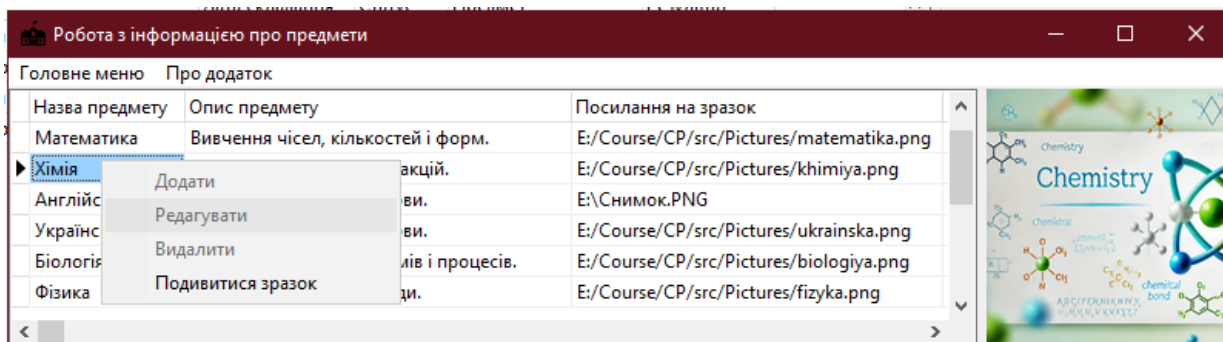 Робота з інформацією про предмети
Головне меню Про додаток
Назва предмету Опис предмету Посилання на зразок
Математика Вивчення чисел, кількостей і форм. E:/Course/CP/src/Pictures/matematika.png
Хімія акцій. E:/Course/CP/src/Pictures/khimiya.png
Додати
Англійс ови. E:\Снимок.PNG
Редагувати
Українс ови. E:/Course/CP/src/Pictures/ukrainska.png
Видалити
Біологія мів і процесів. E:/Course/CP/src/Pictures/biologiya.png
Подивитися зразок
Фізика ди. E:/Course/CP/src/Pictures/fizyka.png
Chemistry
Chemistry
Chemistral
chemical
bond